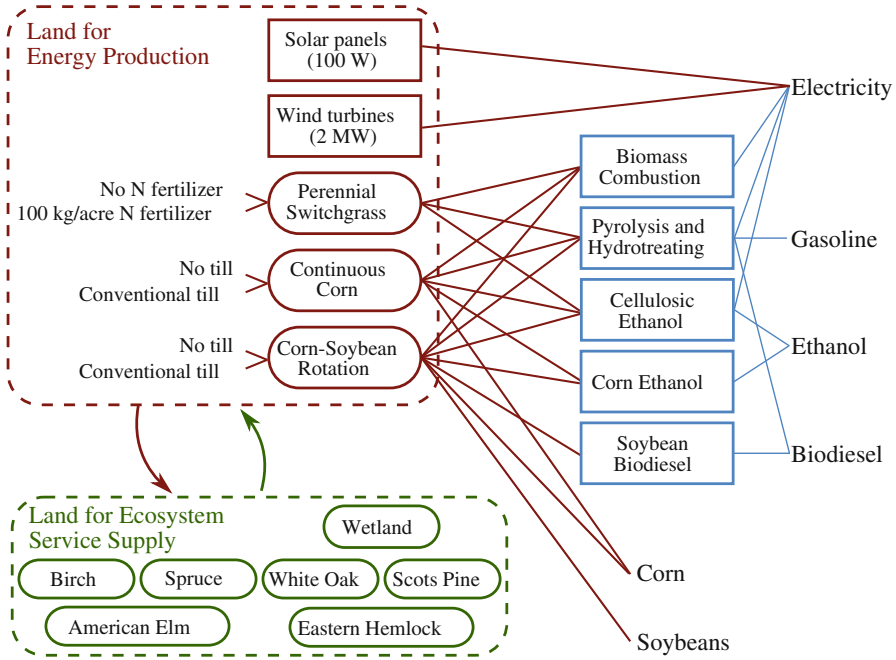 Land for
Energy Production
Solar panels
(100 W)
Wind turbines
(2 MW)
No N fertilizer
100 kg/acre N fertilizer
Perennial
Switchgrass
No till
Conventional till
Continuous
Corn
No till
Conventional till
Corn-Soybean
Rotation
Biomass
Combustion
Pyrolysis and
Hydrotreating
Cellulosic
Ethanol
Corn Ethanol
Soybean
Biodiesel
Electricity
Gasoline
Ethanol
Biodiesel
Corn
Soybeans
Land for Ecosystem
Service Supply
Wetland
Birch
Spruce
White Oak
Scots Pine
American Elm
Eastern Hemlock